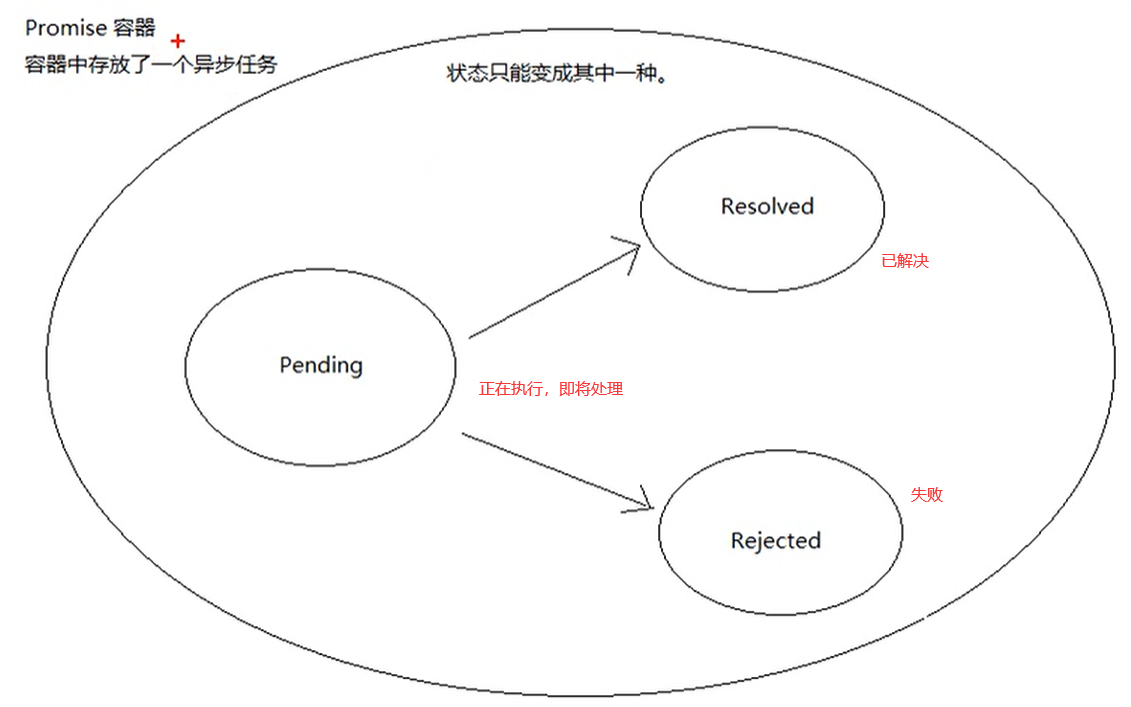 Promise 容器
容器中存放了一个异步任务
状态只能变成其中一种。
Resolved
已解决
Pending
正在执行，即将处理
失败
Rejected